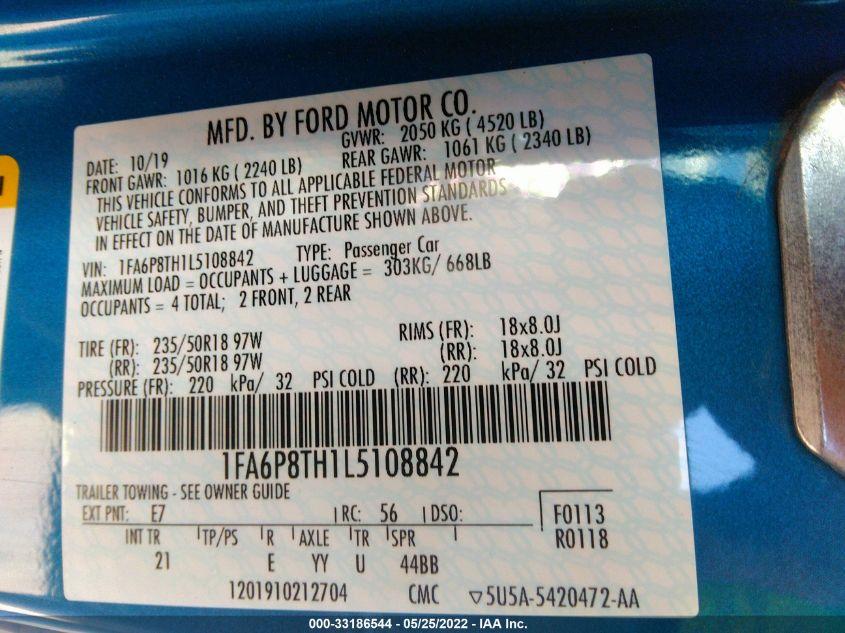 MFD. BY FORD MOTOR CO.
DATE: 10/19 GVWR: 2050 KG ( 4520 LB)
FRONT GAWR: 1016 KG ( 2240 LB) REAR GAWR: 1061 KG ( 2340 LB)
THIS VEHICLE CONFORMS TO ALL APPLICABLE FEDERAL MOTOR
VEHICLE SAFETY, BUMPER, AND THEFT PREVENTION STANDARDS
IN EFFECT ON THE DATE OF MANUFACTURE SHOWN ABOVE.
VIN: 1FA6P8TH1L5108842 TYPE: Passenger Car
MAXIMUM LOAD = OCCUPANTS + LUGGAGE = 303KG/ 668LB
OCCUPANTS = 4 TOTAL; 2 FRONT, 2 REAR
TIRE (FR): 235/50R18 97W RIMS (FR): 18x8.0J
(RR): 235/50R18 97W (RR): 18x8.0J
PRESSURE (FR): 220 kPa/ 32 PSI COLD (RR): 220 kPa/ 32 PSI COLD
1FA6P8TH1L5108842
TRAILER TOWING - SEE OWNER GUIDE
EXT PNT: E7 RC: 56 DSO: F0113
INT TR TP/PS R AXLE TR SPR R0118
21 E YY U 44BB
1201910212704 CMC ▽5U5A-5420472-AA
000-33186544 - 05/25/2022 - IAA Inc.